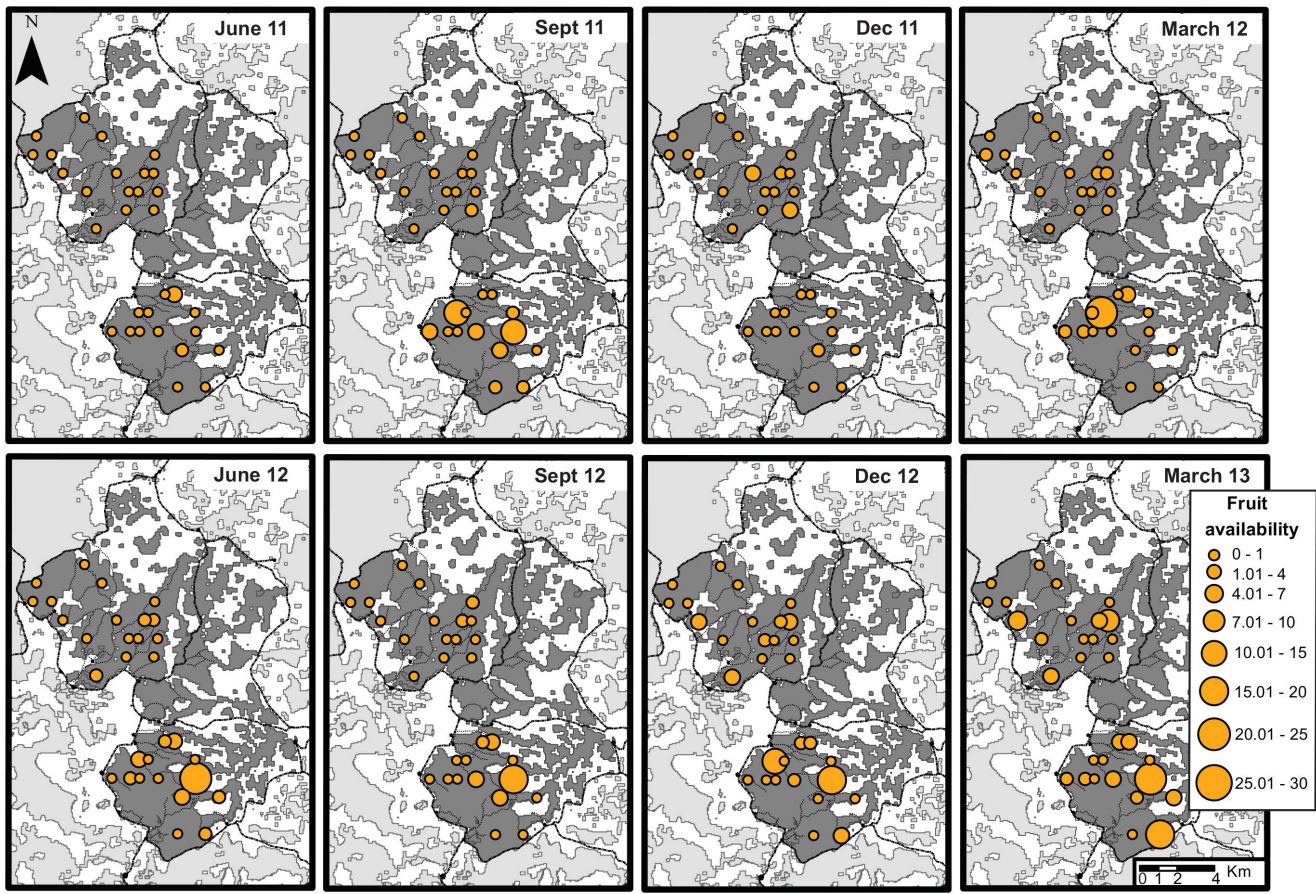 N
June 11
Sept 11
Dec 11
March 12
June 12
Sept 12
Dec 12
March 13
Fruit
availability
0 - 1
1.01 - 4
4.01 - 7
7.01 - 10
10.01 - 15
15.01 - 20
20.01 - 25
25.01 - 30
0 2 4 Km